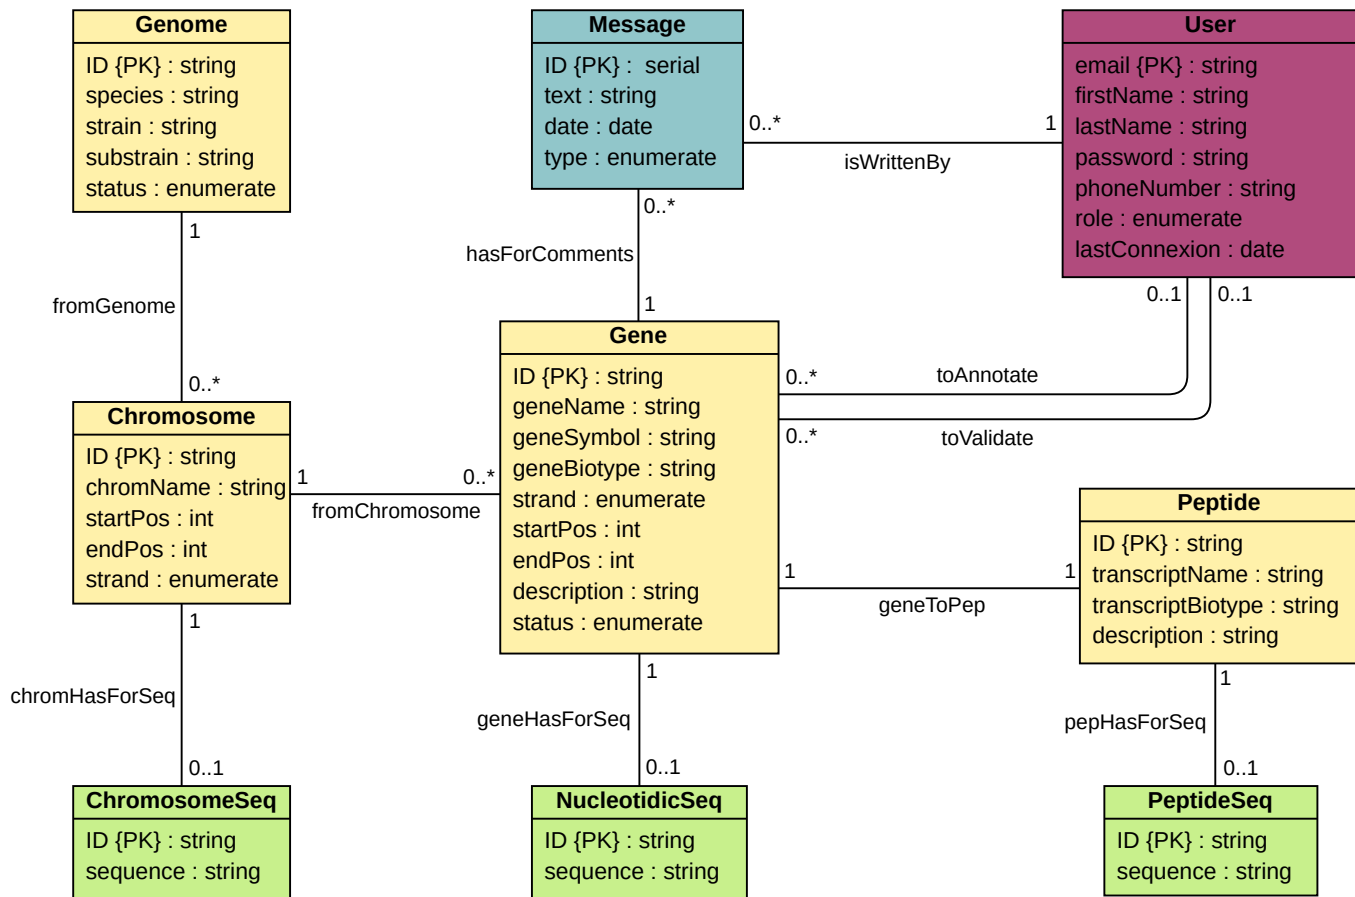 Genome
ID {PK} : string
species : string
strain : string
substrain : string
status : enumerate
Message
ID {PK} :  serial
text : string
date : date
type : enumerate
User
email {PK} : string
firstName : string
lastName : string
password : string
phoneNumber : string
role : enumerate
lastConnexion : date
0..*
1
isWrittenBy
1
fromGenome
0..*
0..*
hasForComments
1
0..1
0..1
0..*
toAnnotate
0..*
toValidate
Chromosome
ID {PK} : string
chromName : string
startPos : int
endPos : int
strand : enumerate
1
0..*
fromChromosome
Gene
ID {PK} : string
geneName : string
geneSymbol : string
geneBiotype : string
strand : enumerate
startPos : int
endPos : int
description : string
status : enumerate
1
1
geneToPep
Peptide
ID {PK} : string
transcriptName : string
transcriptBiotype : string
description : string
1
chromHasForSeq
0..1
1
geneHasForSeq
0..1
1
pepHasForSeq
0..1
ChromosomeSeq
ID {PK} : string
sequence : string
NucleotidicSeq
ID {PK} : string
sequence : string
PeptideSeq
ID {PK} : string
sequence : string